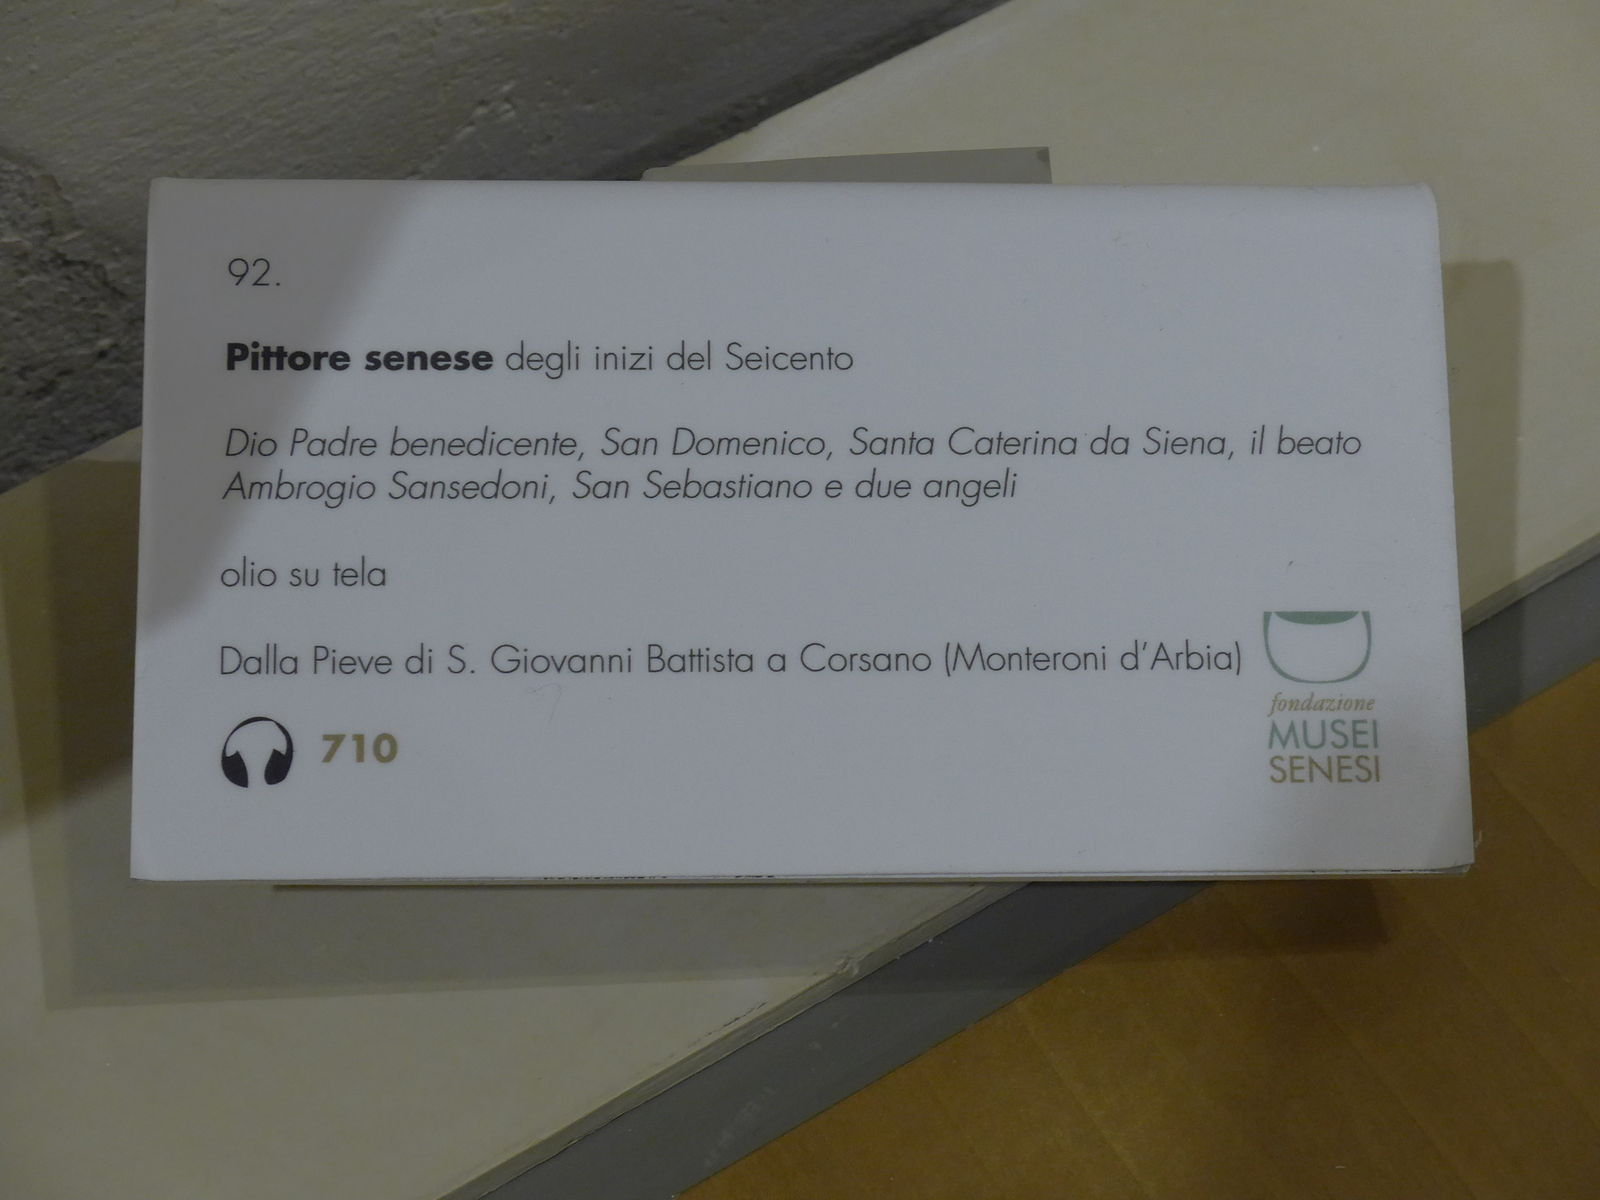 92.
Pittore senese degli inizi del Seicento
Dio Padre benedicente, San Domenico, Santa Caterina da Siena, il beato
Ambrogio Sansedoni, San Sebastiano e due angeli
olio su tela
Dalla Pieve di S. Giovanni Battista a Corsano (Monteroni d'Arbia)
710
fondazione
MUSEI
SENESI